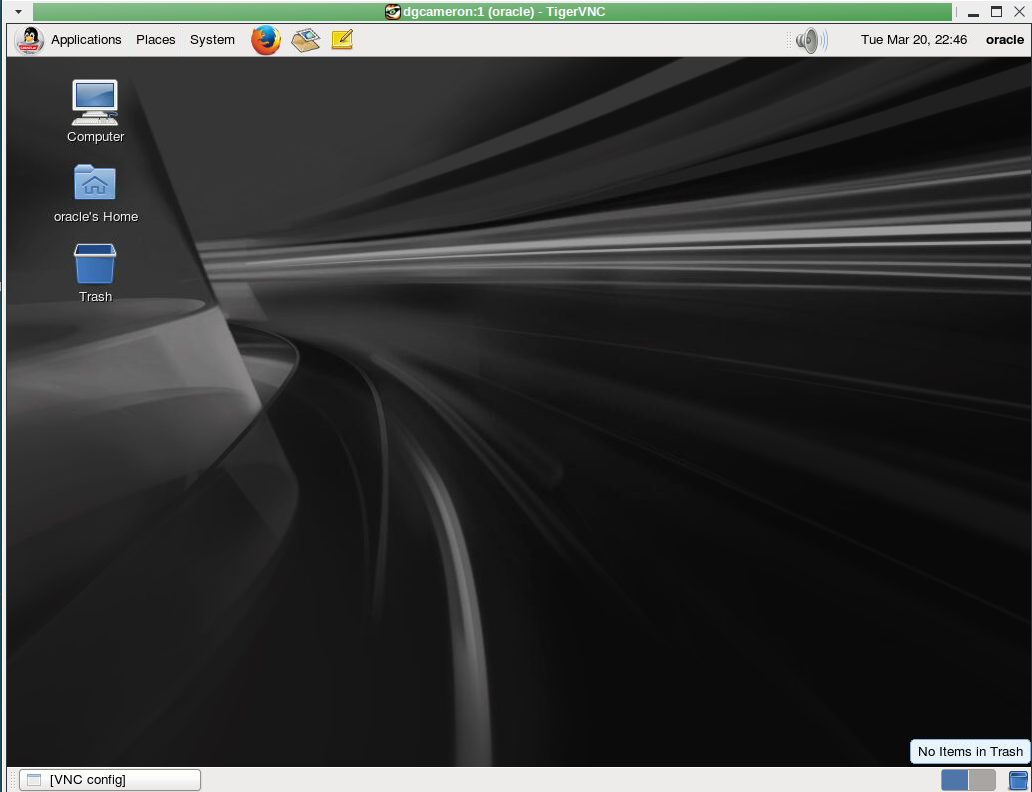 dgcameron:1 (oracle) - TigerVNC
Applications Places System Tue Mar 20, 22:46 oracle
Computer
oracle's Home
Trash
No Items in Trash
[VNC config]